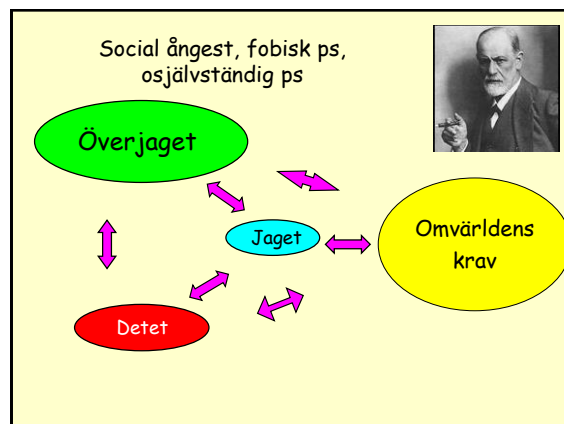 Social ångest, fobisk ps,
osjälvständig ps
Överjaget
Jaget
Omvärldens
krav
Detet